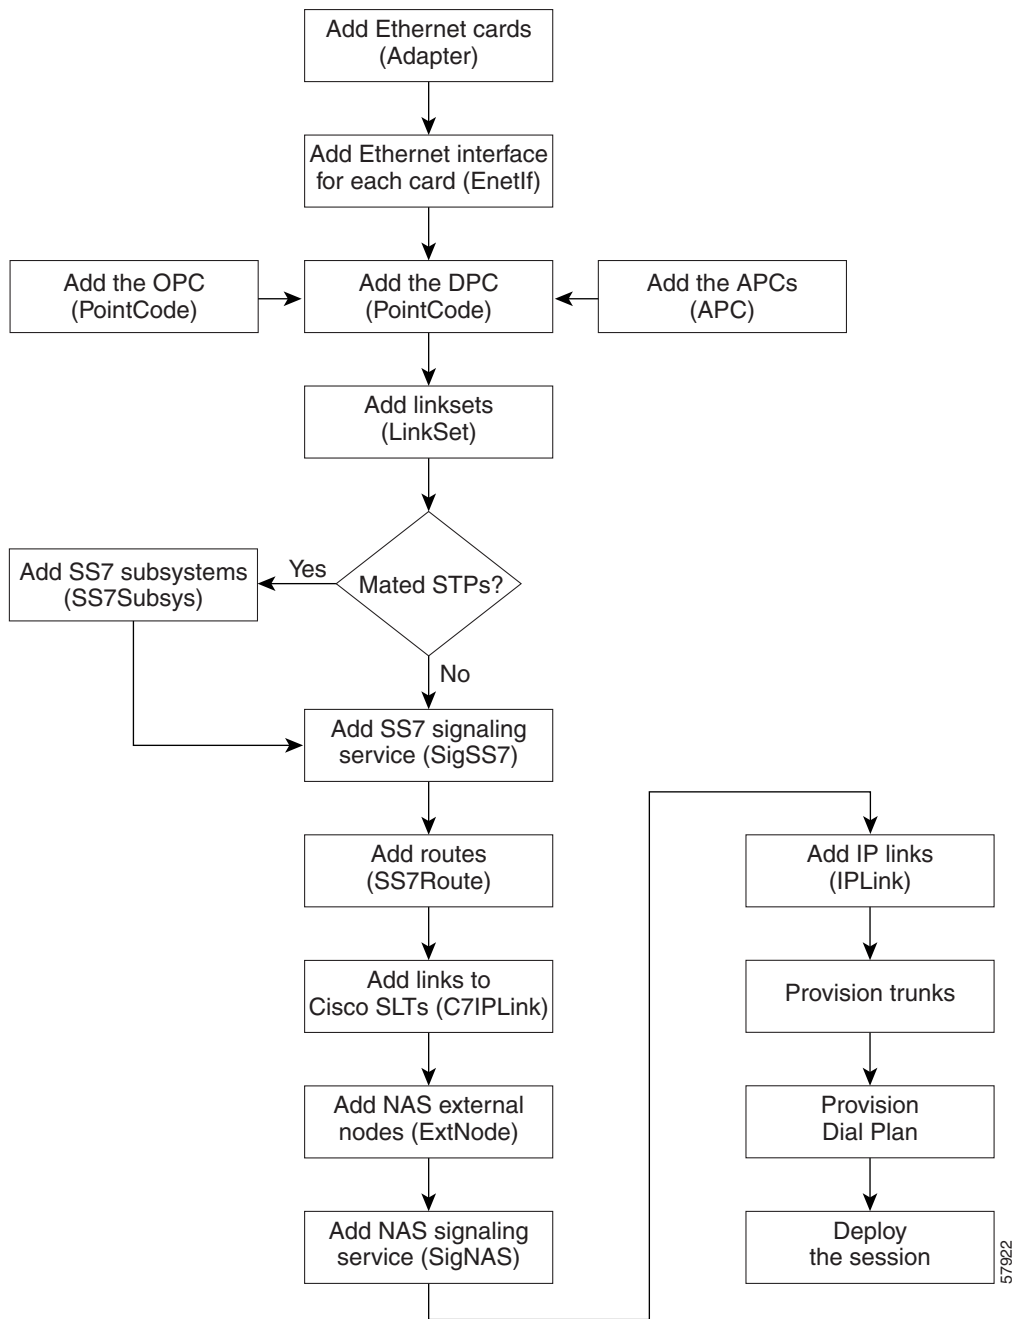 Add Ethernet cards
(Adapter)
Add Ethernet interface
for each card (EnetIf)
Add the OPC
(PointCode)
Add the DPC
(PointCode)
Add the APCs
(APC)
Add linksets
(LinkSet)
Mated STPs?
Yes
Add SS7 subsystems
(SS7Subsys)
No
Add SS7 signaling
service (SigSS7)
Add routes
(SS7Route)
Add links to
Cisco SLTs (C7IPLink)
Add NAS external
nodes (ExtNode)
Add NAS signaling
service (SigNAS)
Add IP links
(IPLink)
Provision trunks
Provision
Dial Plan
Deploy
the session
57922